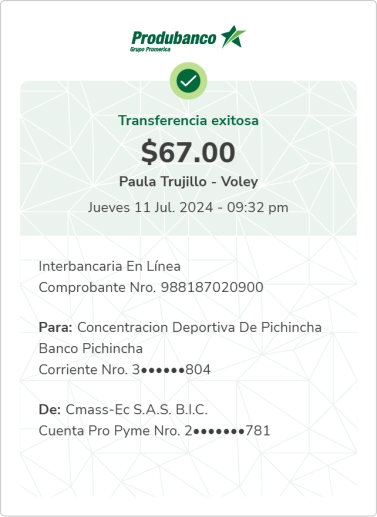 Produbanco
Grupo Promerica
Transferencia exitosa
$67.00
Paula Trujillo - Voley
Jueves 11 Jul. 2024 - 09:32 pm
Interbancaria En Línea
Comprobante Nro. 988187020900
Para: Concentracion Deportiva De Pichincha
Banco Pichincha
Corriente Nro. 3••••••804
De: Cmass-Ec S.A.S. B.I.C.
Cuenta Pro Pyme Nro. 2•••••••781